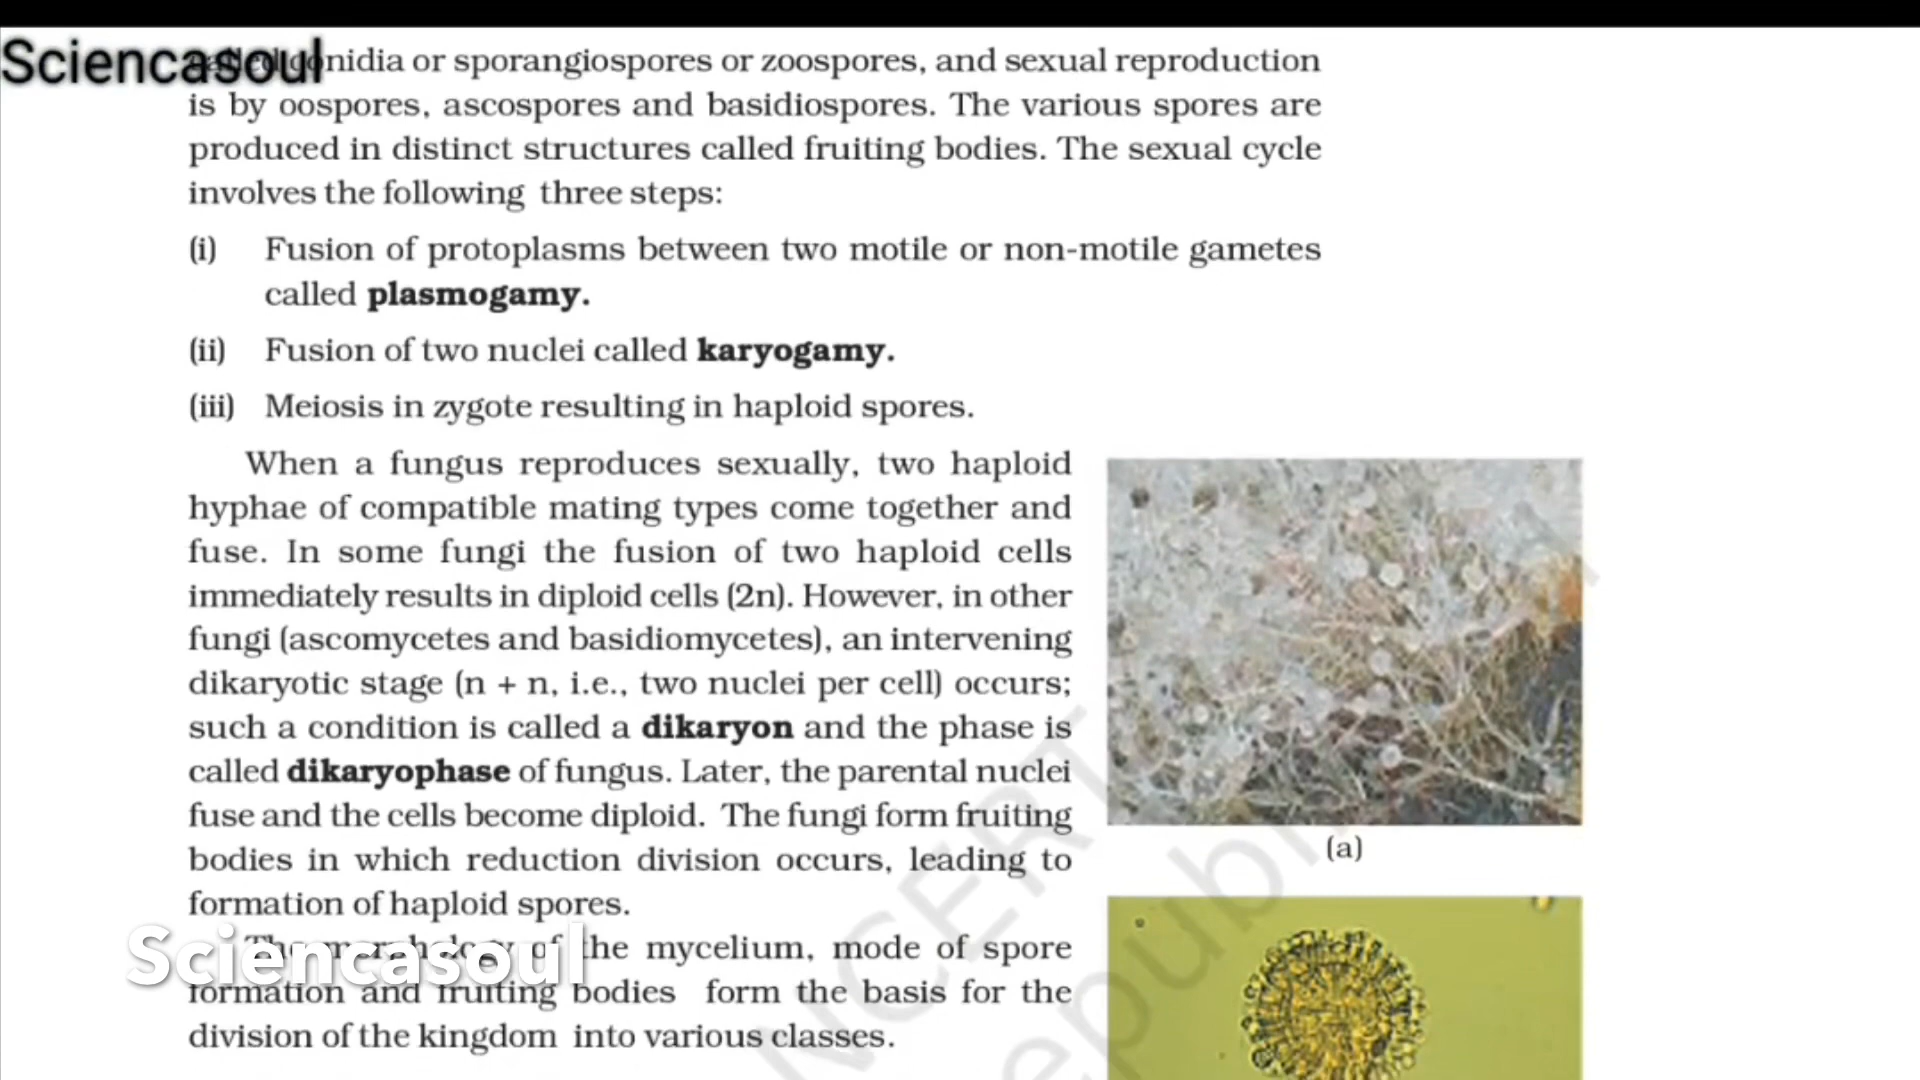 Sciencasoul
called conidia or sporangiospores or zoospores, and sexual reproduction
is by oospores, ascospores and basidiospores. The various spores are
produced in distinct structures called fruiting bodies. The sexual cycle
involves the following three steps:
(i) Fusion of protoplasms between two motile or non-motile gametes
called plasmogamy.
(ii) Fusion of two nuclei called karyogamy.
(iii) Meiosis in zygote resulting in haploid spores.
When a fungus reproduces sexually, two haploid
hyphae of compatible mating types come together and
fuse. In some fungi the fusion of two haploid cells
immediately results in diploid cells (2n). However, in other
fungi (ascomycetes and basidiomycetes), an intervening
dikaryotic stage (n + n, i.e., two nuclei per cell) occurs;
such a condition is called a dikaryon and the phase is
called dikaryophase of fungus. Later, the parental nuclei
fuse and the cells become diploid. The fungi form fruiting
bodies in which reduction division occurs, leading to
formation of haploid spores.
The morphology of the mycelium, mode of spore
Sciencasoul
formation and fruiting bodies form the basis for the
division of the kingdom into various classes.
(a)
NCERT
republ